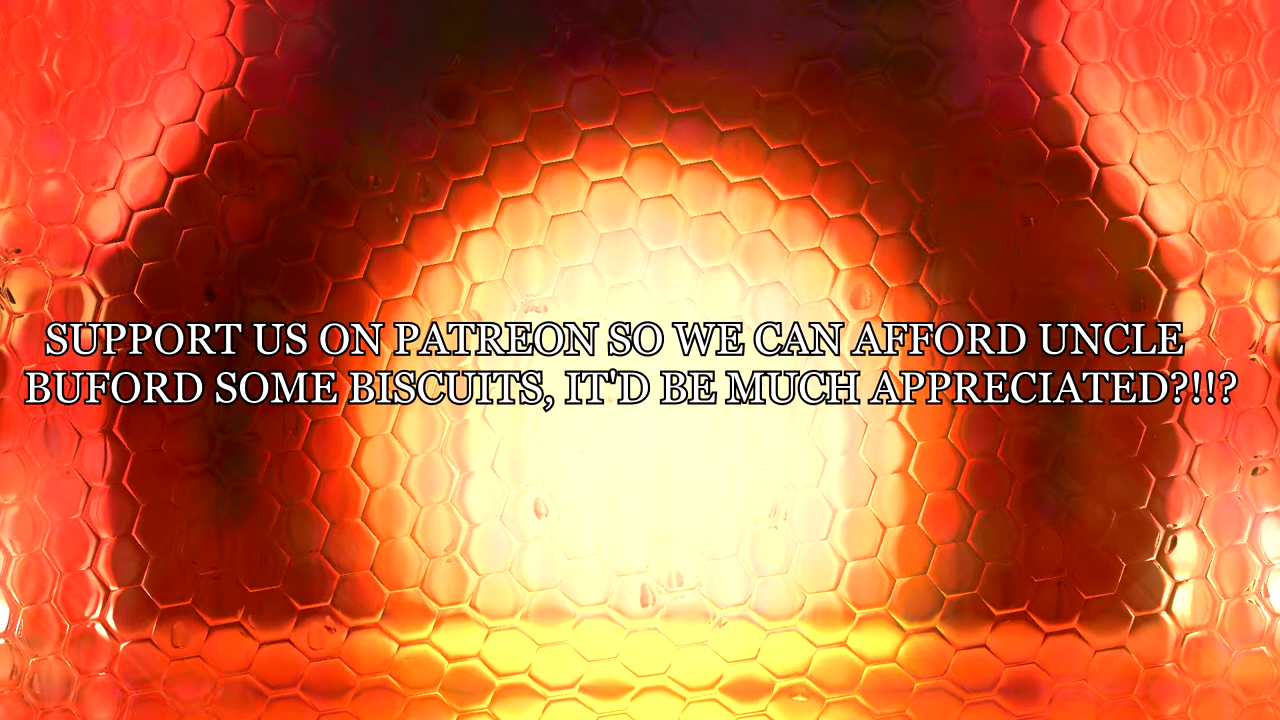 SUPPORT US ON PATREON SO WE CAN AFFORD UNCLE
BUFORD SOME BISCUITS, IT'D BE MUCH APPRECIATED?!!?